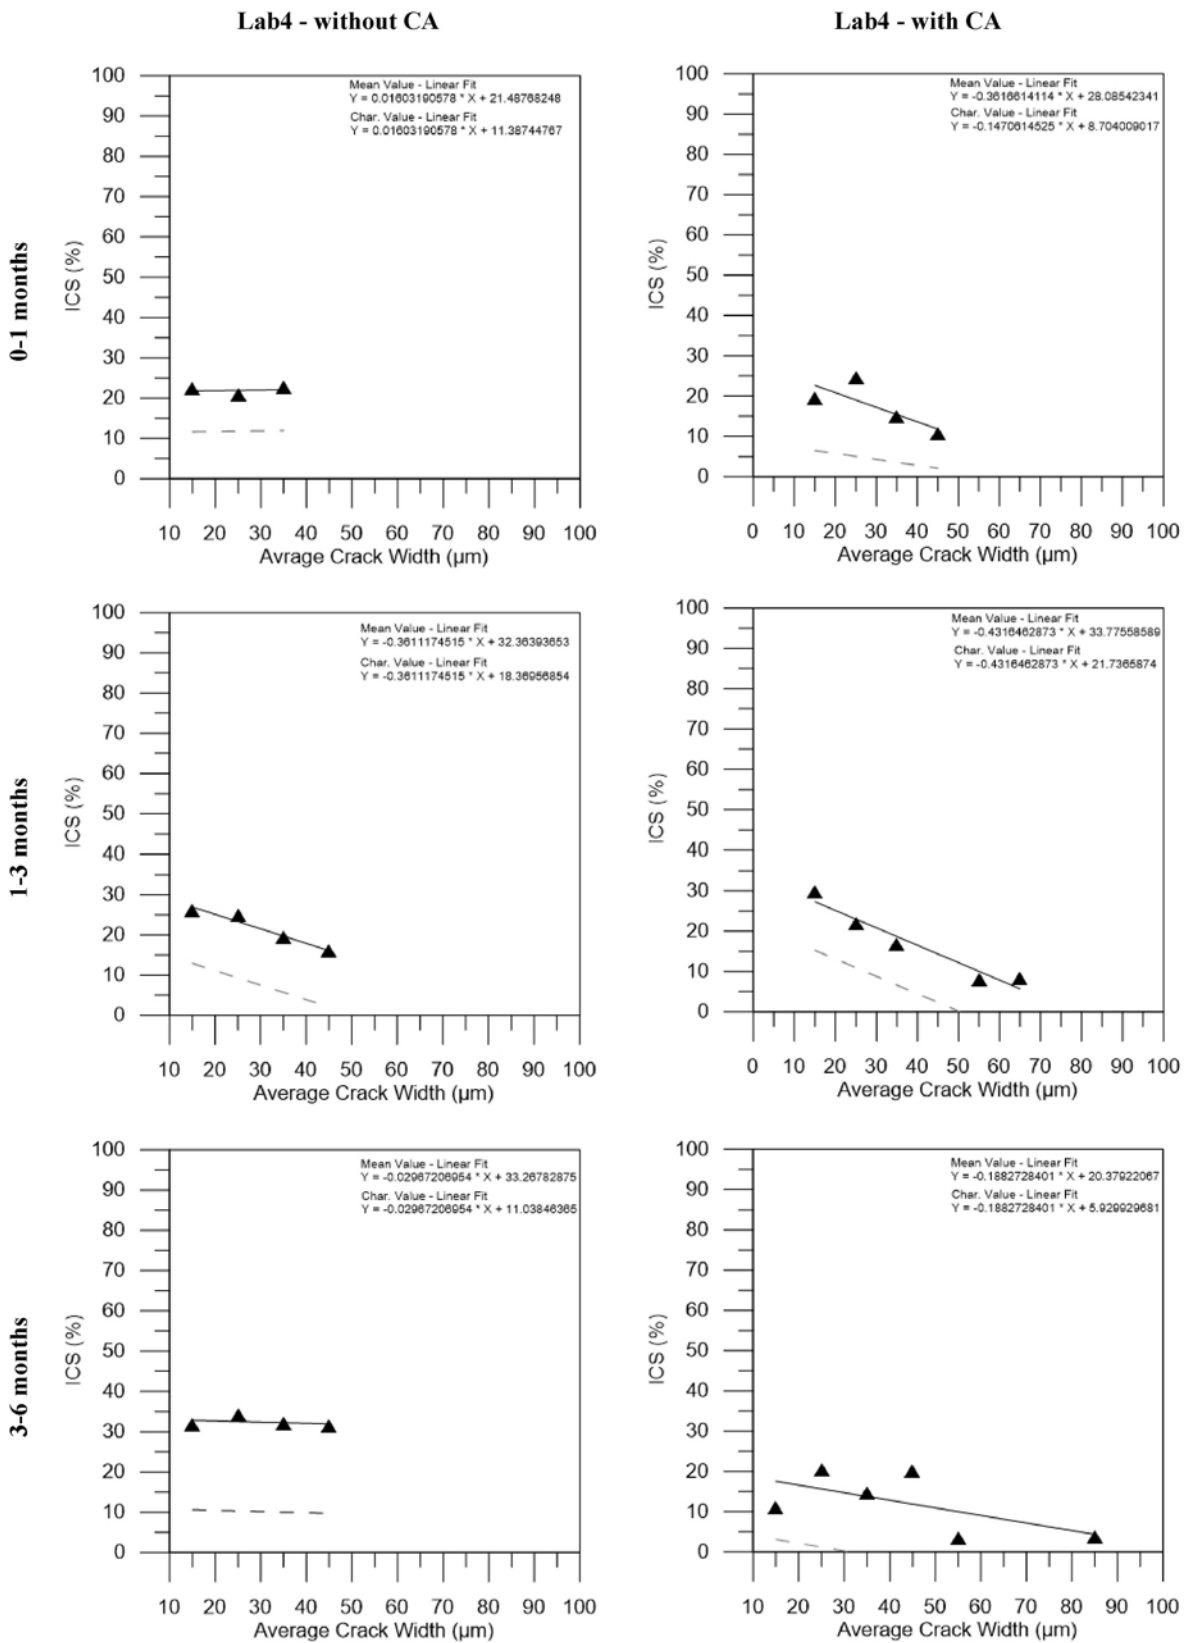 Lab4 - without CA
Lab4 - with CA
0-1 months
100
90
80
70
60
50
40
30
20
10
0
ICS (%)
Mean Value - Linear Fit
Y = 0.01603190578 * X + 21.48768248
Char. Value - Linear Fit
Y = 0.01603190578 * X + 11.38744767
10 20 30 40 50 60 70 80 90 100
Avrage Crack Width (µm)
100
90
80
70
60
50
40
30
20
10
0
ICS (%)
Mean Value - Linear Fit
Y = -0.3616614114 * X + 28.08542341
Char. Value - Linear Fit
Y = -0.1470614525 * X + 8.704009017
0 10 20 30 40 50 60 70 80 90 100
Average Crack Width (µm)
1-3 months
100
90
80
70
60
50
40
30
20
10
0
ICS (%)
Mean Value - Linear Fit
Y = -0.3611174515 * X + 32.36393653
Char. Value - Linear Fit
Y = -0.3611174515 * X + 18.36956854
10 20 30 40 50 60 70 80 90 100
Average Crack Width (µm)
100
90
80
70
60
50
40
30
20
10
0
ICS (%)
Mean Value - Linear Fit
Y = -0.4316462873 * X + 33.77558589
Char. Value - Linear Fit
Y = -0.4316462873 * X + 21.7365874
0 10 20 30 40 50 60 70 80 90 100
Average Crack Width (µm)
3-6 months
100
90
80
70
60
50
40
30
20
10
0
ICS (%)
Mean Value - Linear Fit
Y = -0.02967206954 * X + 33.26782875
Char. Value - Linear Fit
Y = -0.02967206954 * X + 11.03846365
10 20 30 40 50 60 70 80 90 100
Average Crack Width (µm)
100
90
80
70
60
50
40
30
20
10
0
ICS (%)
Mean Value - Linear Fit
Y = -0.1882728401 * X + 20.37922067
Char. Value - Linear Fit
Y = -0.1882728401 * X + 5.929929681
10 20 30 40 50 60 70 80 90 100
Average Crack Width (µm)